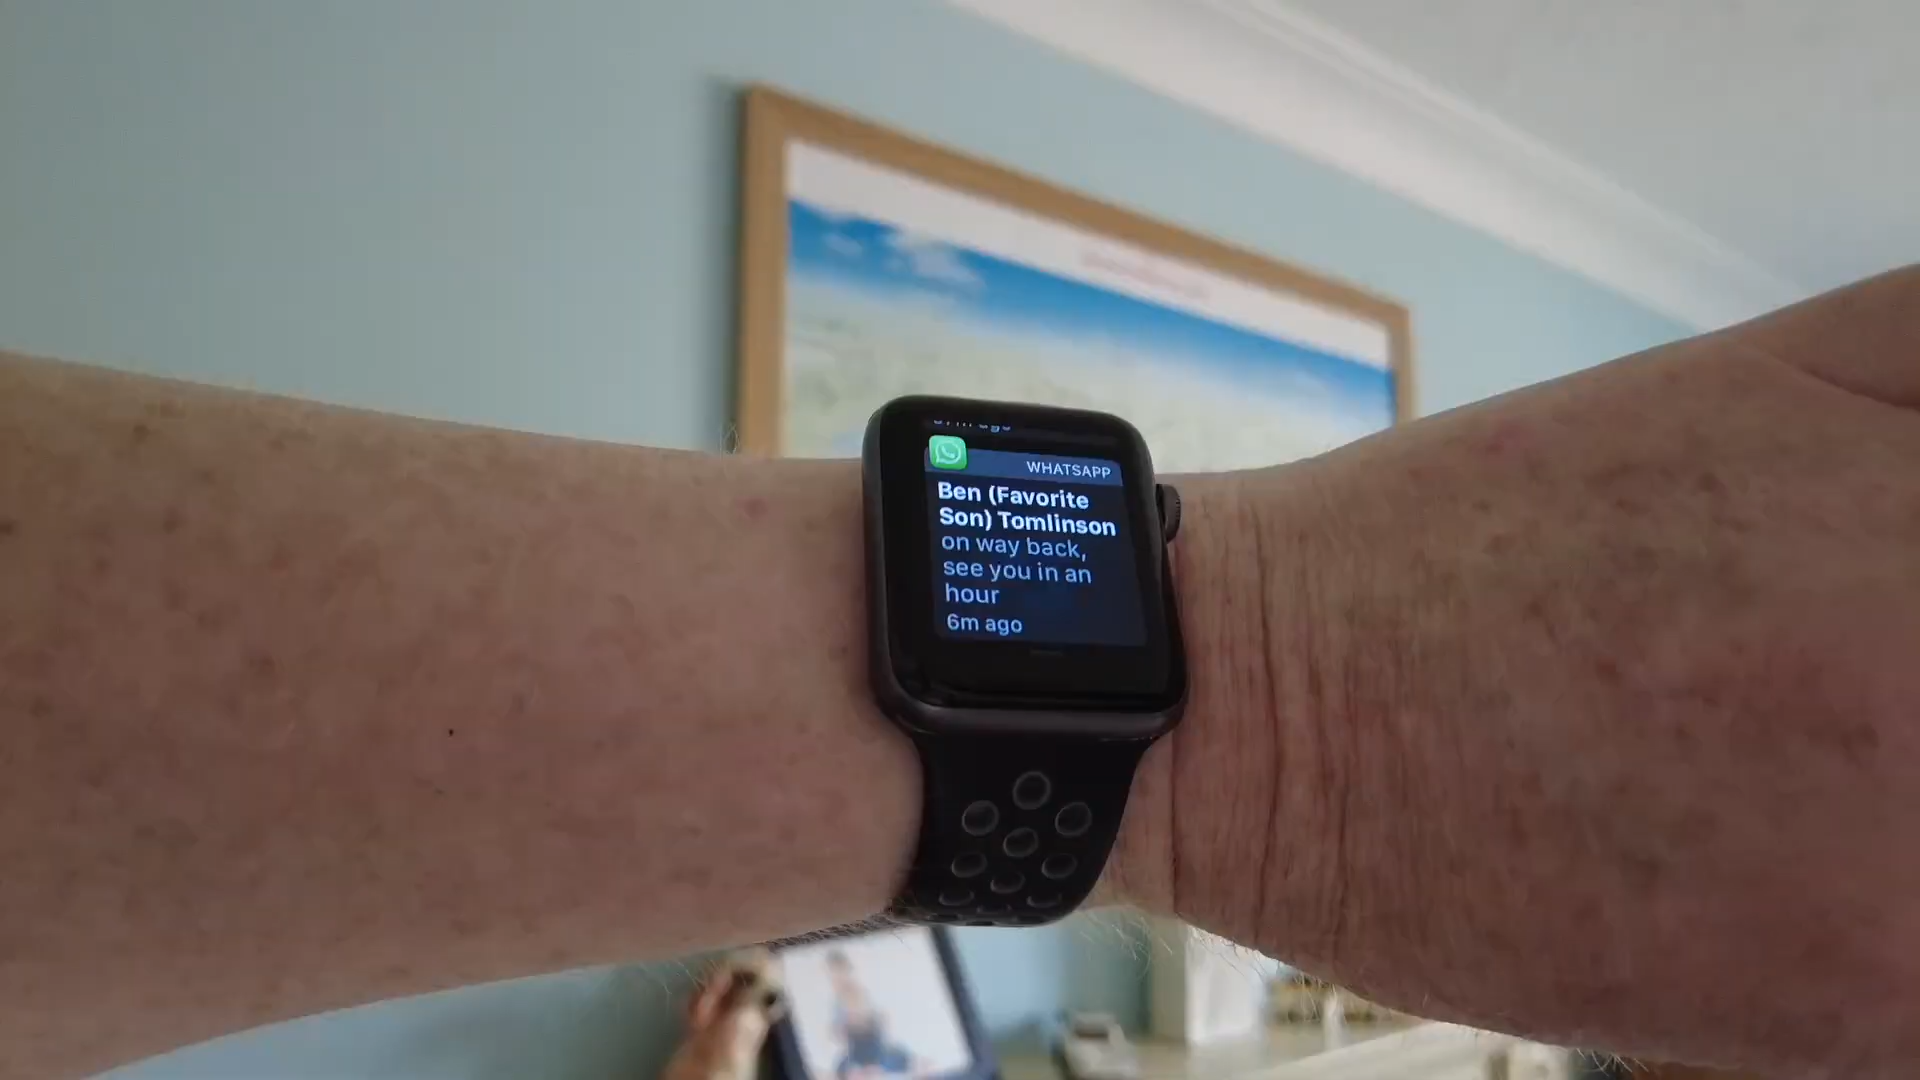 WHATSAPP
Ben (Favorite
Son) Tomlinson
on way back,
see you in an
hour
6m ago